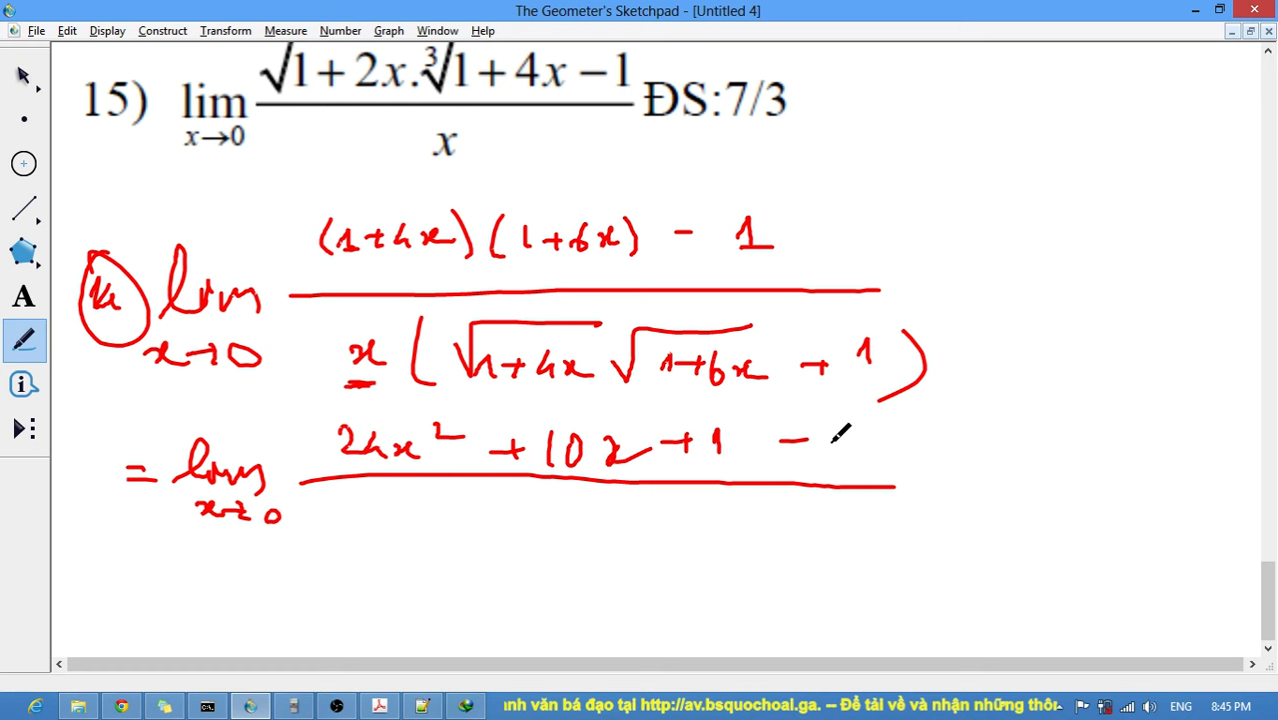 The Geometer's Sketchpad - [Untitled 4]
File Edit Display Construct Transform Measure Number Graph Window Help
15) lim x→0 (√1+2x.∛1+4x −1)/x ĐS:7/3
(1+4x)(1+6x) - 1
14 lim
x→0 x(√1+4x √1+6x + 1)
24x² + 10x + 1 -
= lim
x→0
anh văn bá đạo tại http://av.bsquochoai.ga. -- Để tải về và nhận những thôn
ENG 8:45 PM